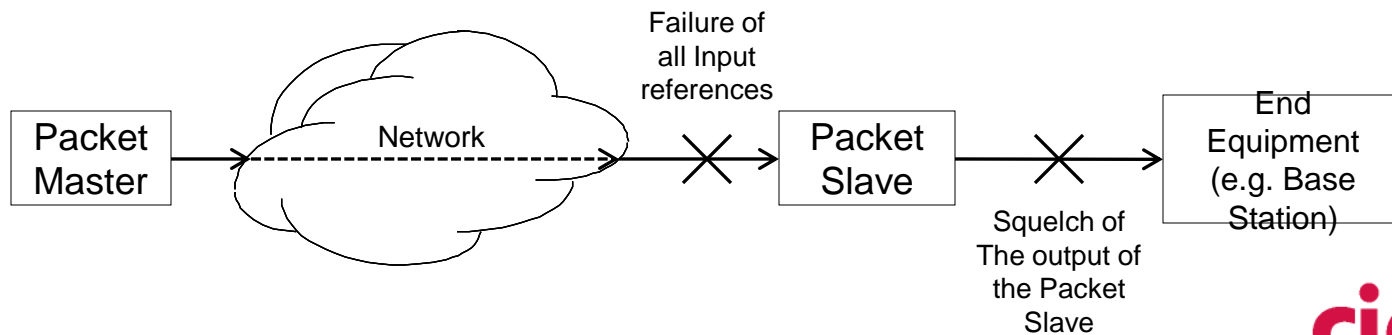 Failure of
all Input
references
Packet
Master
Network
Packet
Slave
End
Equipment
(e.g. Base
Station)
Squelch of
The output of
the Packet
Slave